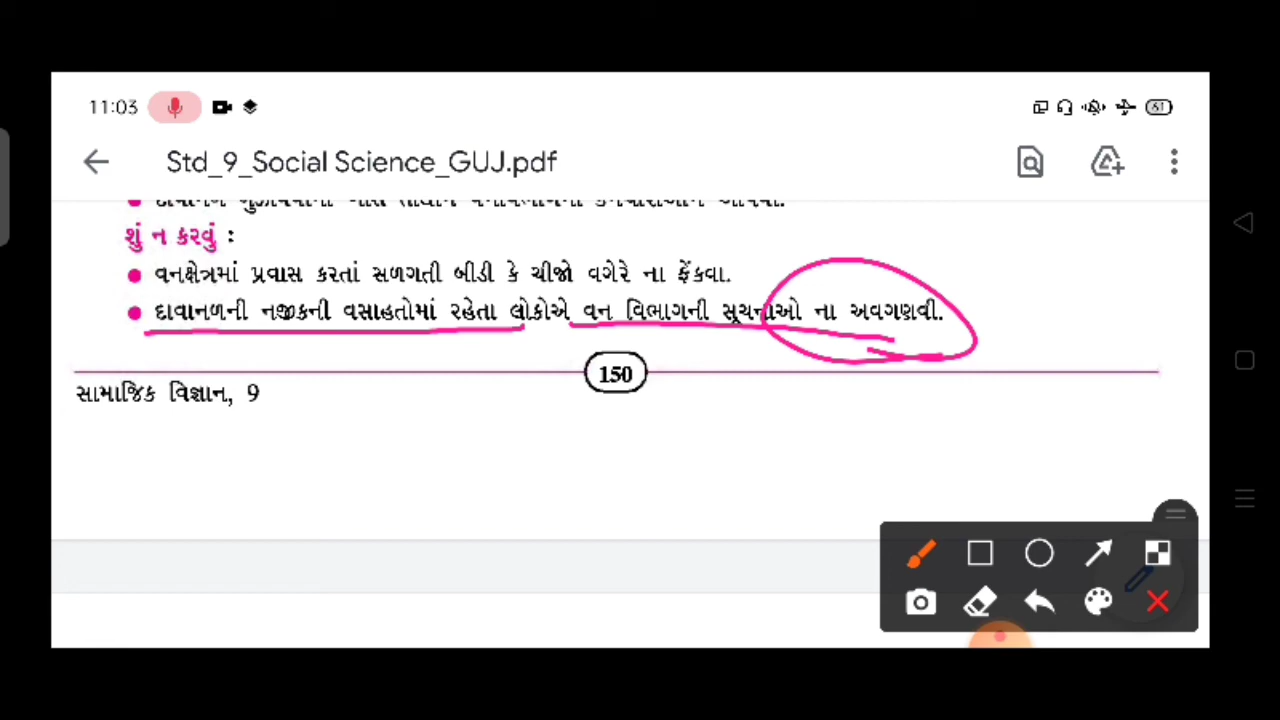 11:03
61
Std_9_Social Science_GUJ.pdf
શું ન કરવું :
● વનક્ષેત્રમાં પ્રવાસ કરતાં સળગતી બીડી કે ચીજો વગેરે ના ફેંકવા.
● દાવાનળની નજીકની વસાહતોમાં રહેતા લોકોએ વન વિભાગની સૂચનાઓ ના અવગણવી.
150
સામાજિક વિજ્ઞાન, 9